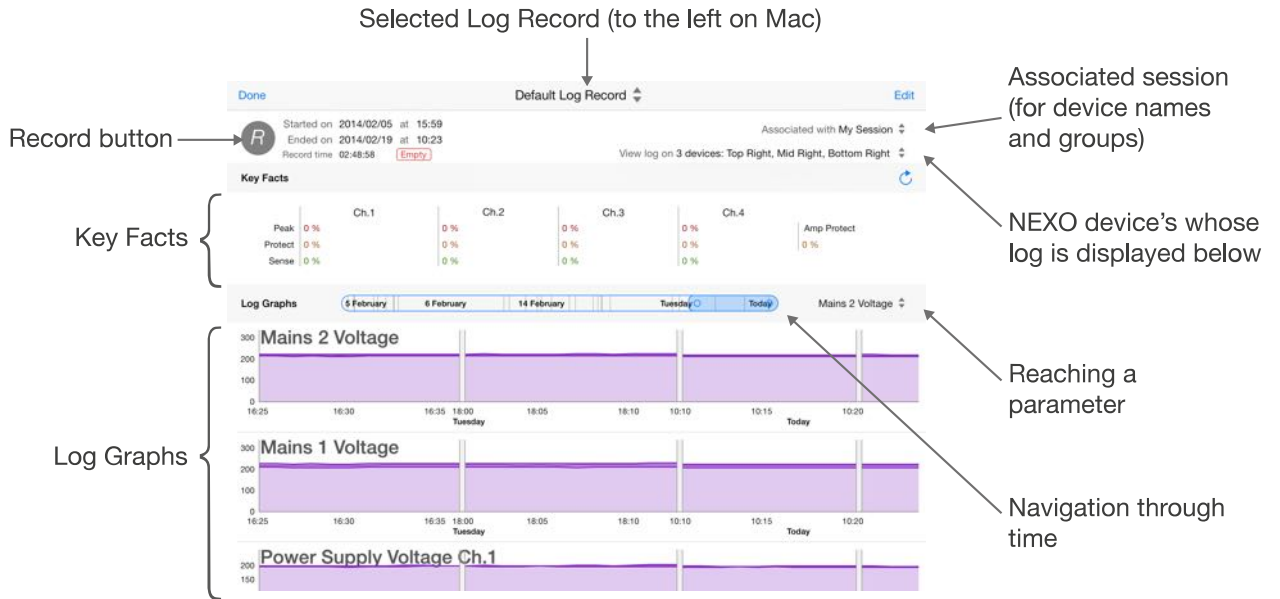 Selected Log Record (to the left on Mac)
Done
Default Log Record
Edit
Record button
R
Started on 2014/02/05 at 15:59
Ended on 2014/02/19 at 10:23
Record time 02:48:58 Empty
Associated with My Session
View log on 3 devices: Top Right, Mid Right, Bottom Right
Associated session
(for device names
and groups)
NEXO device's whose
log is displayed below
Key Facts
Key Facts
Ch.1 Ch.2 Ch.3 Ch.4
Peak 0 % 0 % 0 % 0 % Amp Protect
Protect 0 % 0 % 0 % 0 % 0 %
Sense 0 % 0 % 0 % 0 %
Log Graphs 5 February 6 February 14 February Tuesday Today Mains 2 Voltage
Reaching a
parameter
Navigation through
time
Log Graphs
Mains 2 Voltage
300
200
100
0
16:25 16:30 16:35 18:00 18:05 18:10 10:10 10:15 10:20
Tuesday Today
Mains 1 Voltage
300
200
100
0
16:25 16:30 16:35 18:00 18:05 18:10 10:10 10:15 10:20
Tuesday Today
Power Supply Voltage Ch.1
200
150